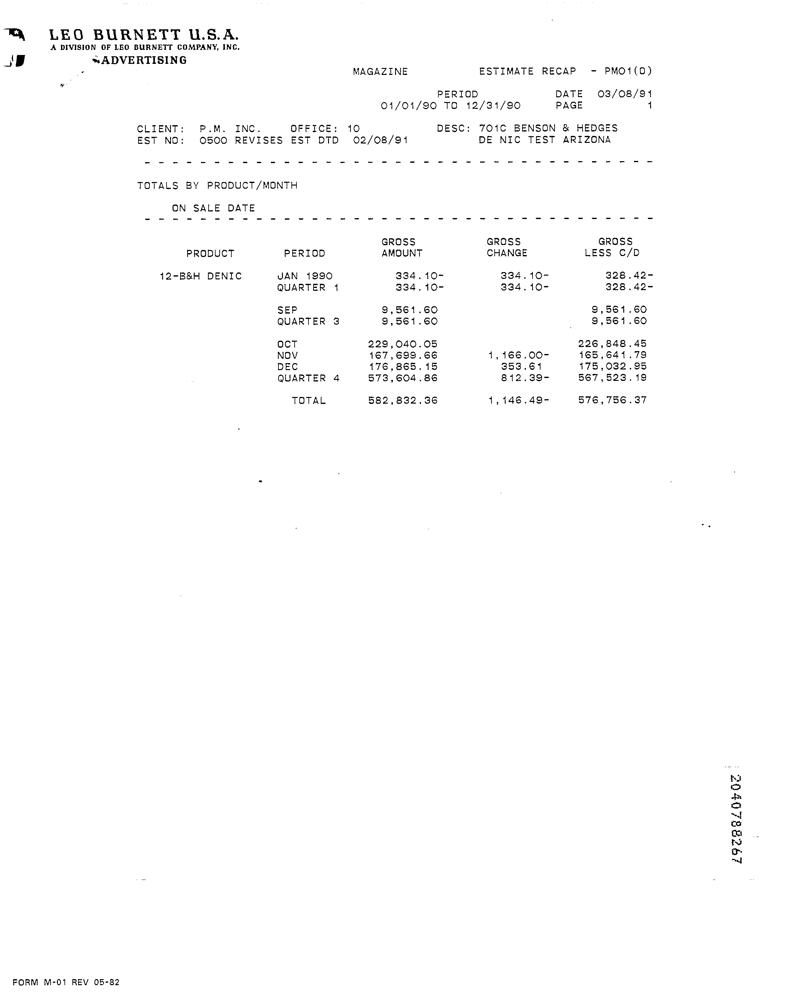 LEO BURNETT U.S.A.
A DIVISION OF LEO BURNETT COMPANY, INC.
ADVERTISING
MAGAZINE ESTIMATE RECAP - PM01(0)
PERIOD DATE 03/08/91
01/01/90 TO 12/31/90 PAGE 1
CLIENT: P.M. INC. OFFICE: 10 DESC: 701C BENSON & HEDGES
EST NO: 0500 REVISES EST DTD 02/08/91 DE NIC TEST ARIZONA
- - - - - - - - - - - - - - - - - - - - - - - - - - - - - - - - - - - - -
TOTALS BY PRODUCT/MONTH
ON SALE DATE
- - - - - - - - - - - - - - - - - - - - - - - - - - - - - - - - - - - - -
GROSS GROSS GROSS
PRODUCT PERIOD AMOUNT CHANGE LESS C/D
12-B&H DENIC JAN 1990 334.10- 334.10- 328.42-
QUARTER 1 334.10- 334.10- 328.42-
SEP 9,561.60 9,561.60
QUARTER 3 9,561.60 9,561.60
OCT 229,040.05 226,848.45
NOV 167,699.66 1,166.00- 165,641.79
DEC 176,865.15 353.61 175,032.95
QUARTER 4 573,604.86 812.39- 567,523.19
TOTAL 582,832.36 1,146.49- 576,756.37
2040788267
FORM M-01 REV 05-82